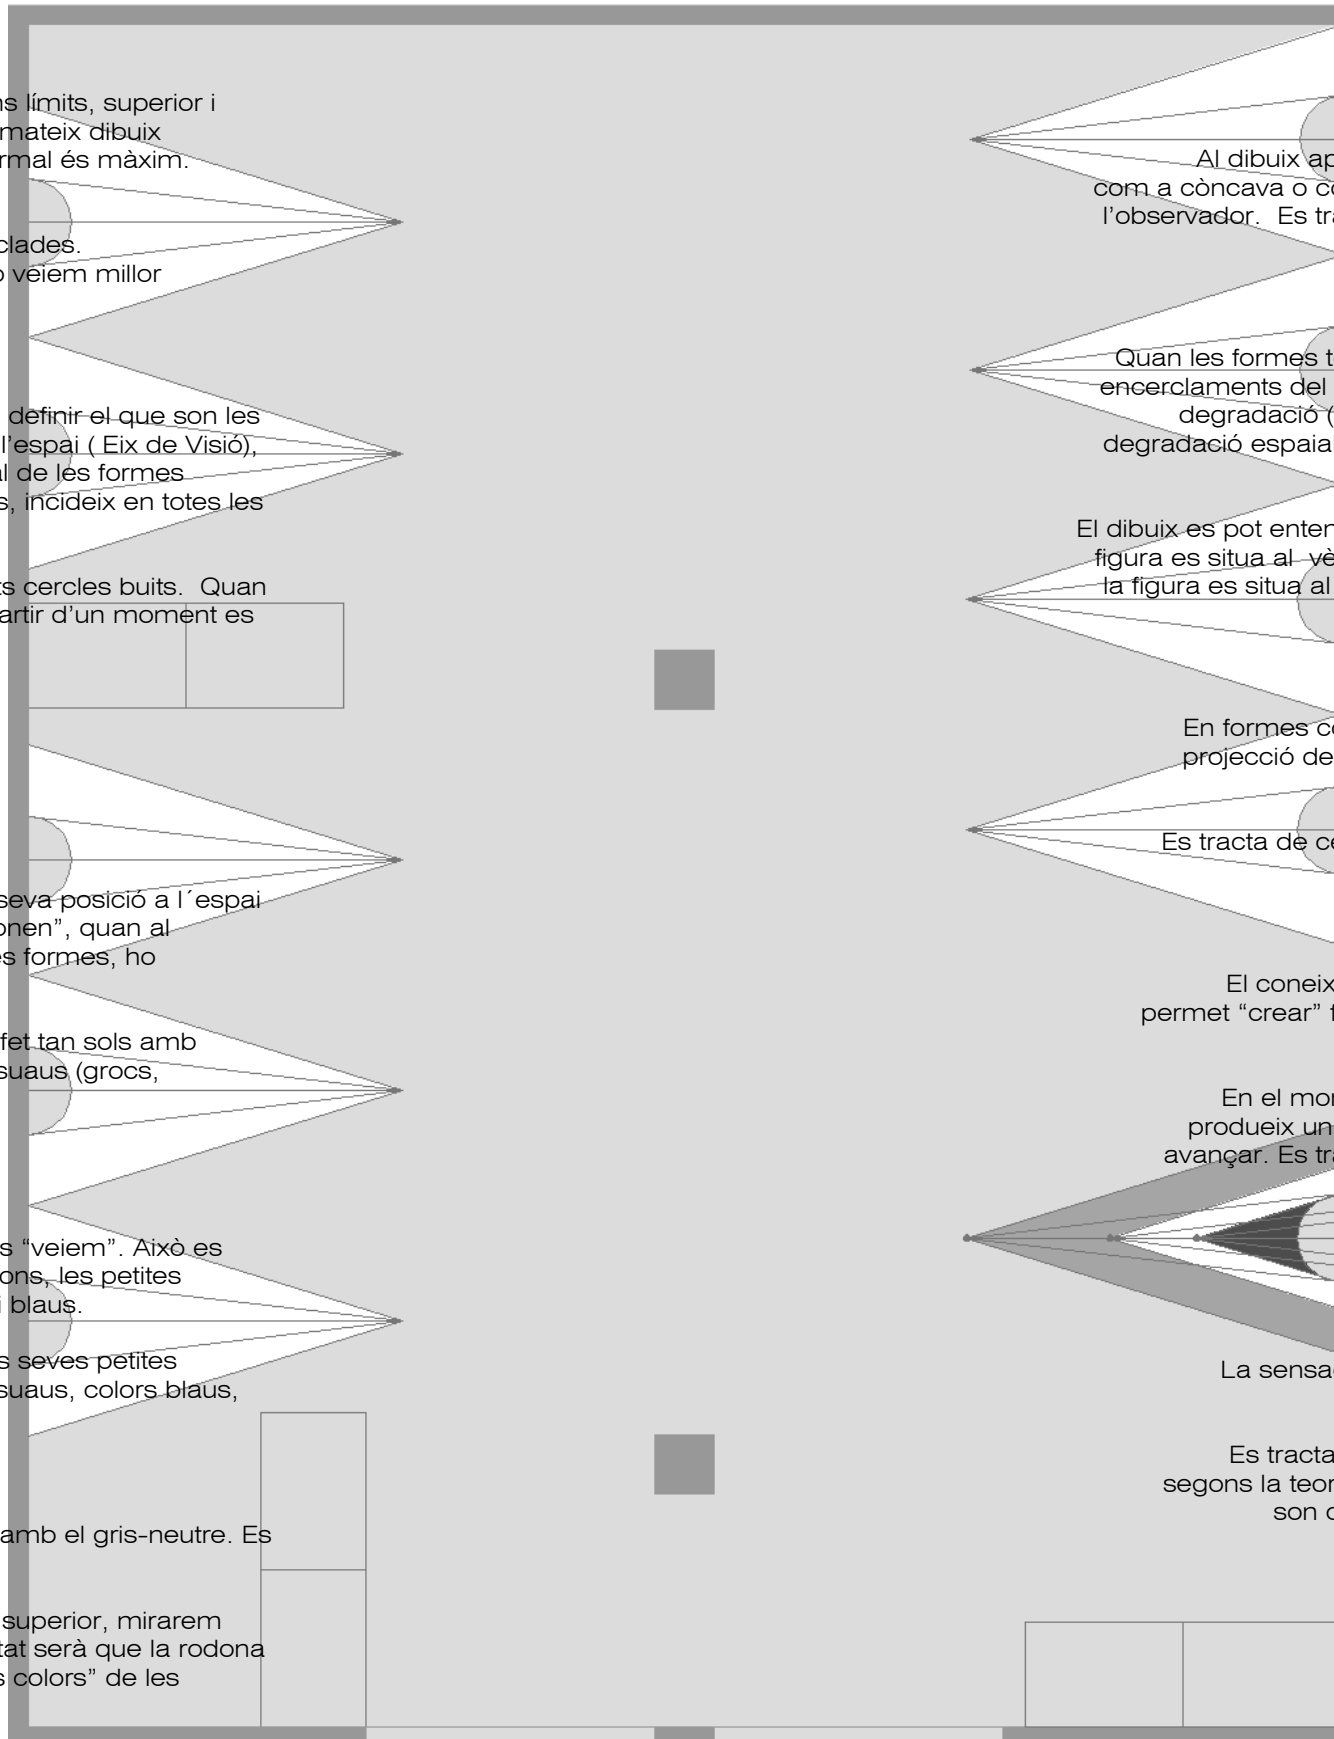 ns límits, superior i
mateix dibuix
rmal és màxim.
clades.
o veiem millor
definir el que son les
l'espai ( Eix de Visió),
al de les formes
s, incideix en totes les
ts cercles buits.  Quan
artir d'un moment es
seva posició a l´espai
onen”, quan al
es formes, ho
fet tan sols amb
suaus (grocs,
s “veiem”. Això es
ons, les petites
i blaus.
s seves petites
suaus, colors blaus,
amb el gris-neutre. Es
superior, mirarem
tat serà que la rodona
s colors” de les
Al dibuix ap
com a còncava o co
l'observador.  Es tra
Quan les formes t
encerclaments del
degradació (
degradació espaial
El dibuix es pot enten
figura es situa al  vè
la figura es situa al
En formes co
projecció de
Es tracta de ce
El coneix
permet “crear” f
En el mor
produeix un
avançar. Es tra
La sensac
Es tracta
segons la teor
son c